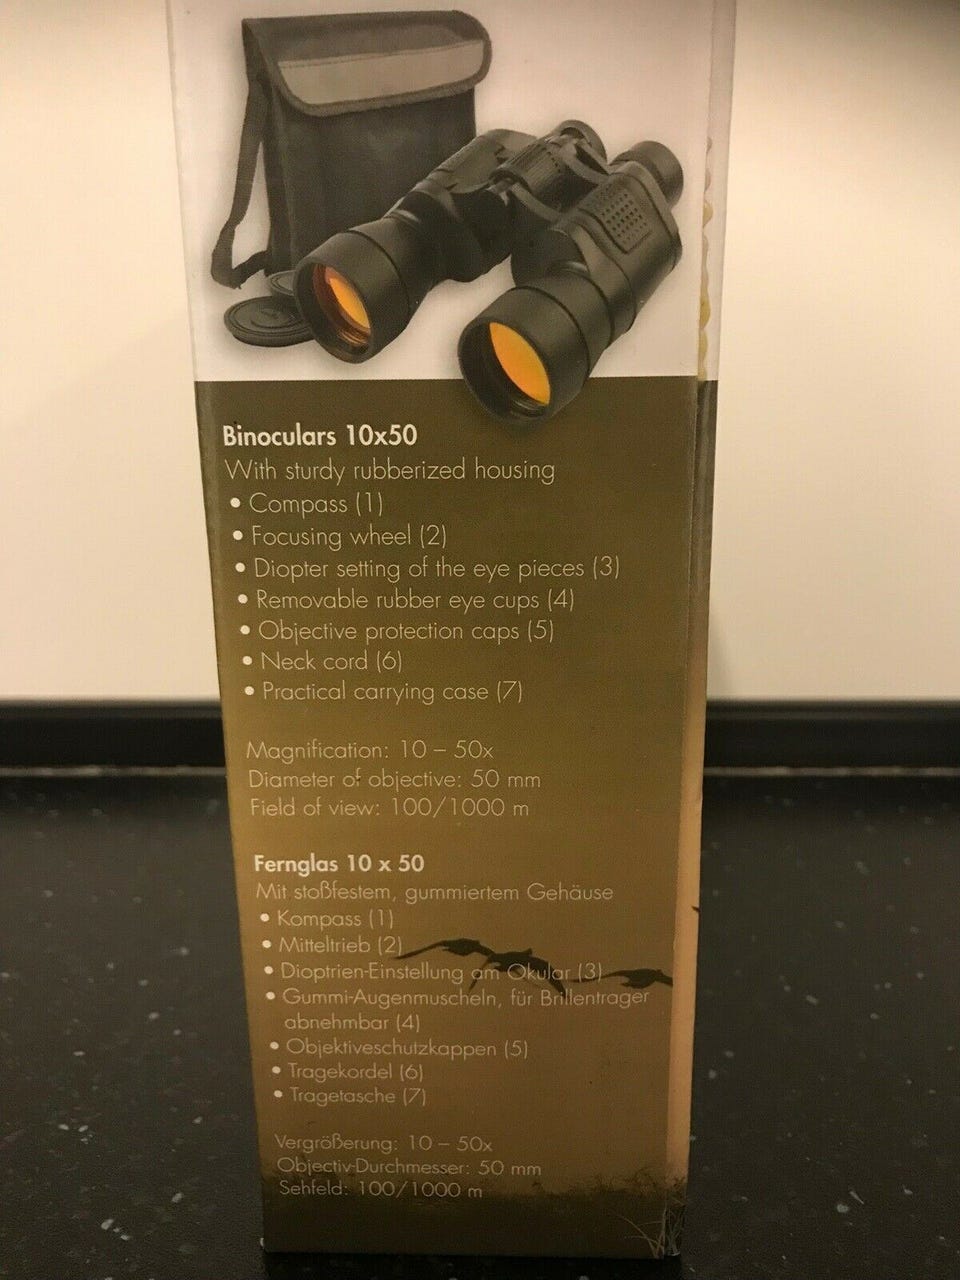 Binoculars 10x50
With sturdy rubberized housing
• Compass (1)
• Focusing wheel (2)
• Diopter setting of the eye pieces (3)
• Removable rubber eye cups (4)
• Objective protection caps (5)
• Neck cord (6)
• Practical carrying case (7)
Magnification: 10 – 50x
Diameter of objective: 50 mm
Field of view: 100/1000 m
Fernglas 10 x 50
Mit stoßfestem, gummiertem Gehäuse
• Kompass (1)
• Mitteltrieb (2)
• Dioptrien-Einstellung am Okular (3)
• Gummi-Augenmuscheln, für Brillentrager
abnehmbar (4)
• Objektiveschutzkappen (5)
• Tragekordel (6)
• Tragetasche (7)
Vergrößerung: 10 – 50x
Objectiv-Durchmesser: 50 mm
Sehfeld: 100/1000 m